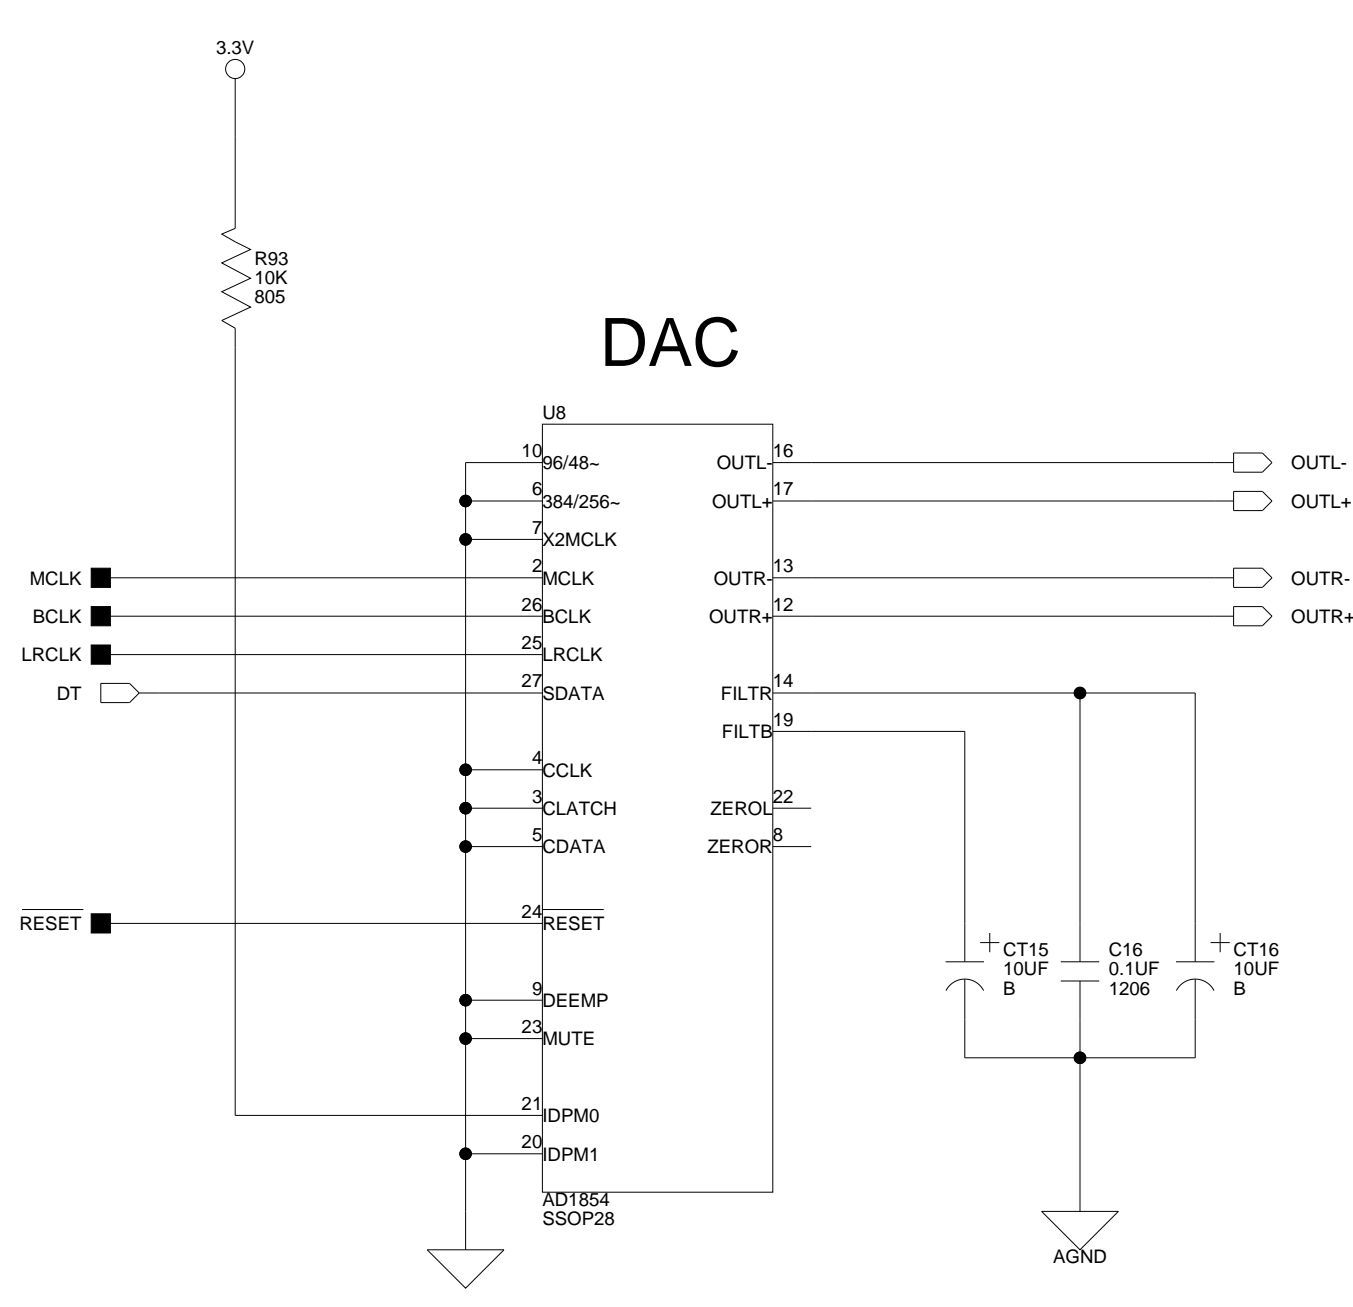 3.3V
R93
10K
805
DAC
U8
10 96/48~ OUTL- 16 OUTL-
6 384/256~ OUTL+ 17 OUTL+
7 X2MCLK
MCLK 2 MCLK OUTR- 13 OUTR-
BCLK 26 BCLK OUTR+ 12 OUTR+
LRCLK 25 LRCLK
DT 27 SDATA FILTR 14
FILTB 19
4 CCLK
3 CLATCH ZEROL 22
5 CDATA ZEROR 8
RESET 24 RESET
CT15
10UF
B
C16
0.1UF
1206
CT16
10UF
B
9 DEEMP
23 MUTE
21 IDPM0
20 IDPM1
AD1854
SSOP28
AGND